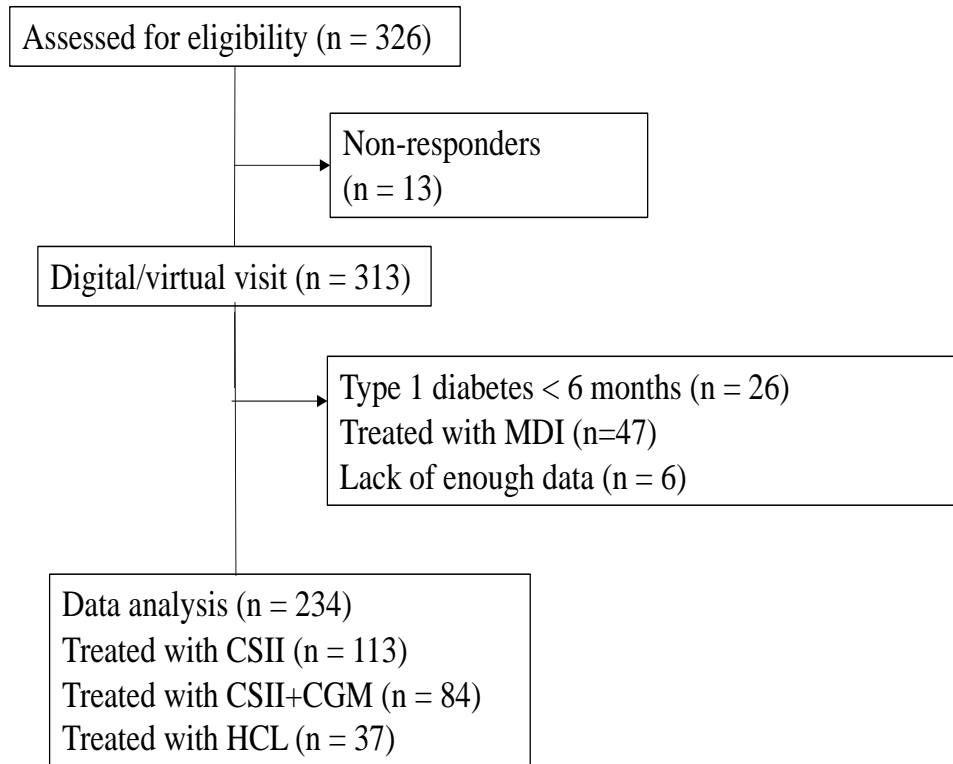 Assessed for eligibility (n = 326)
Non-responders
(n = 13)
Digital/virtual visit (n = 313)
Type 1 diabetes < 6 months (n = 26)
Treated with MDI (n=47)
Lack of enough data (n = 6)
Data analysis (n = 234)
Treated with CSII (n = 113)
Treated with CSII+CGM (n = 84)
Treated with HCL (n = 37)